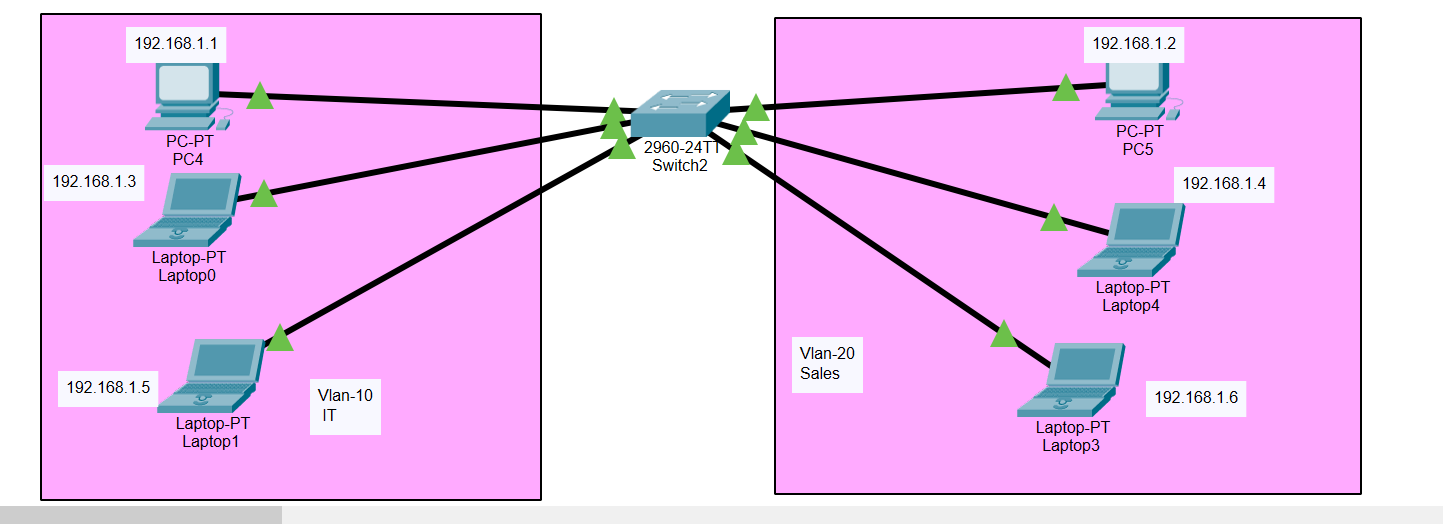 192.168.1.1
PC-PT
PC4
192.168.1.3
Laptop-PT
Laptop0
192.168.1.5
Laptop-PT
Laptop1
Vlan-10
IT
2960-24TT
Switch2
192.168.1.2
PC-PT
PC5
192.168.1.4
Laptop-PT
Laptop4
Vlan-20
Sales
192.168.1.6
Laptop-PT
Laptop3